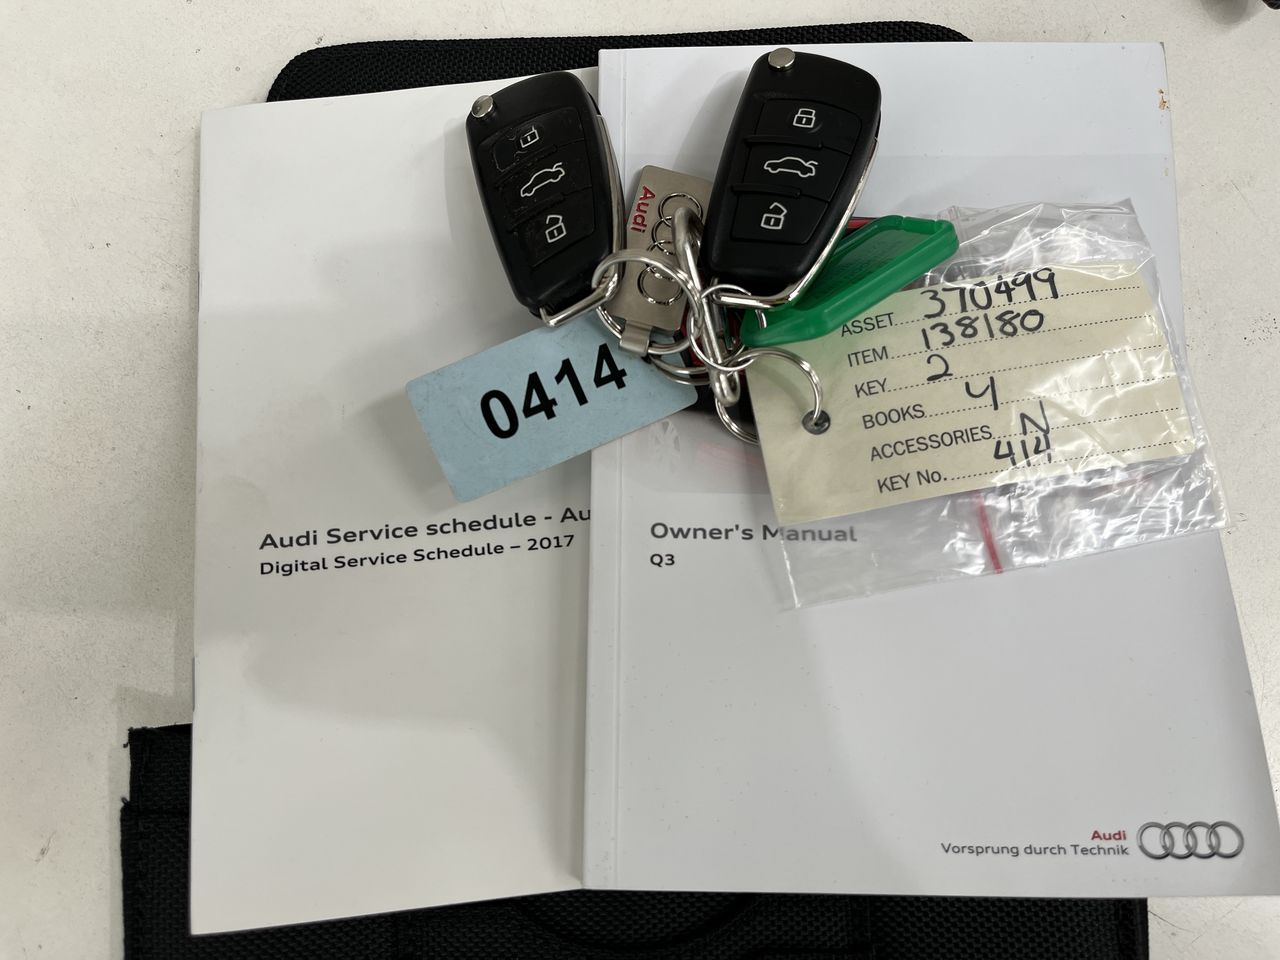 Audi
0414
ASSET 370499
ITEM 138180
KEY 2
BOOKS 4
ACCESSORIES N
KEY No. 414
Audi Service schedule - Au
Digital Service Schedule – 2017
Owner's Manual
Q3
Audi
Vorsprung durch Technik